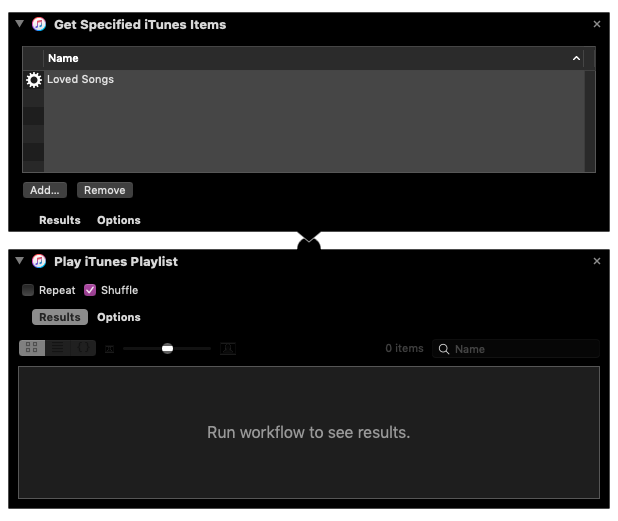 Get Specified iTunes Items
Name
Loved Songs
Add... Remove
Results Options
Play iTunes Playlist
Repeat Shuffle
Results Options
0 items Name
Run workflow to see results.